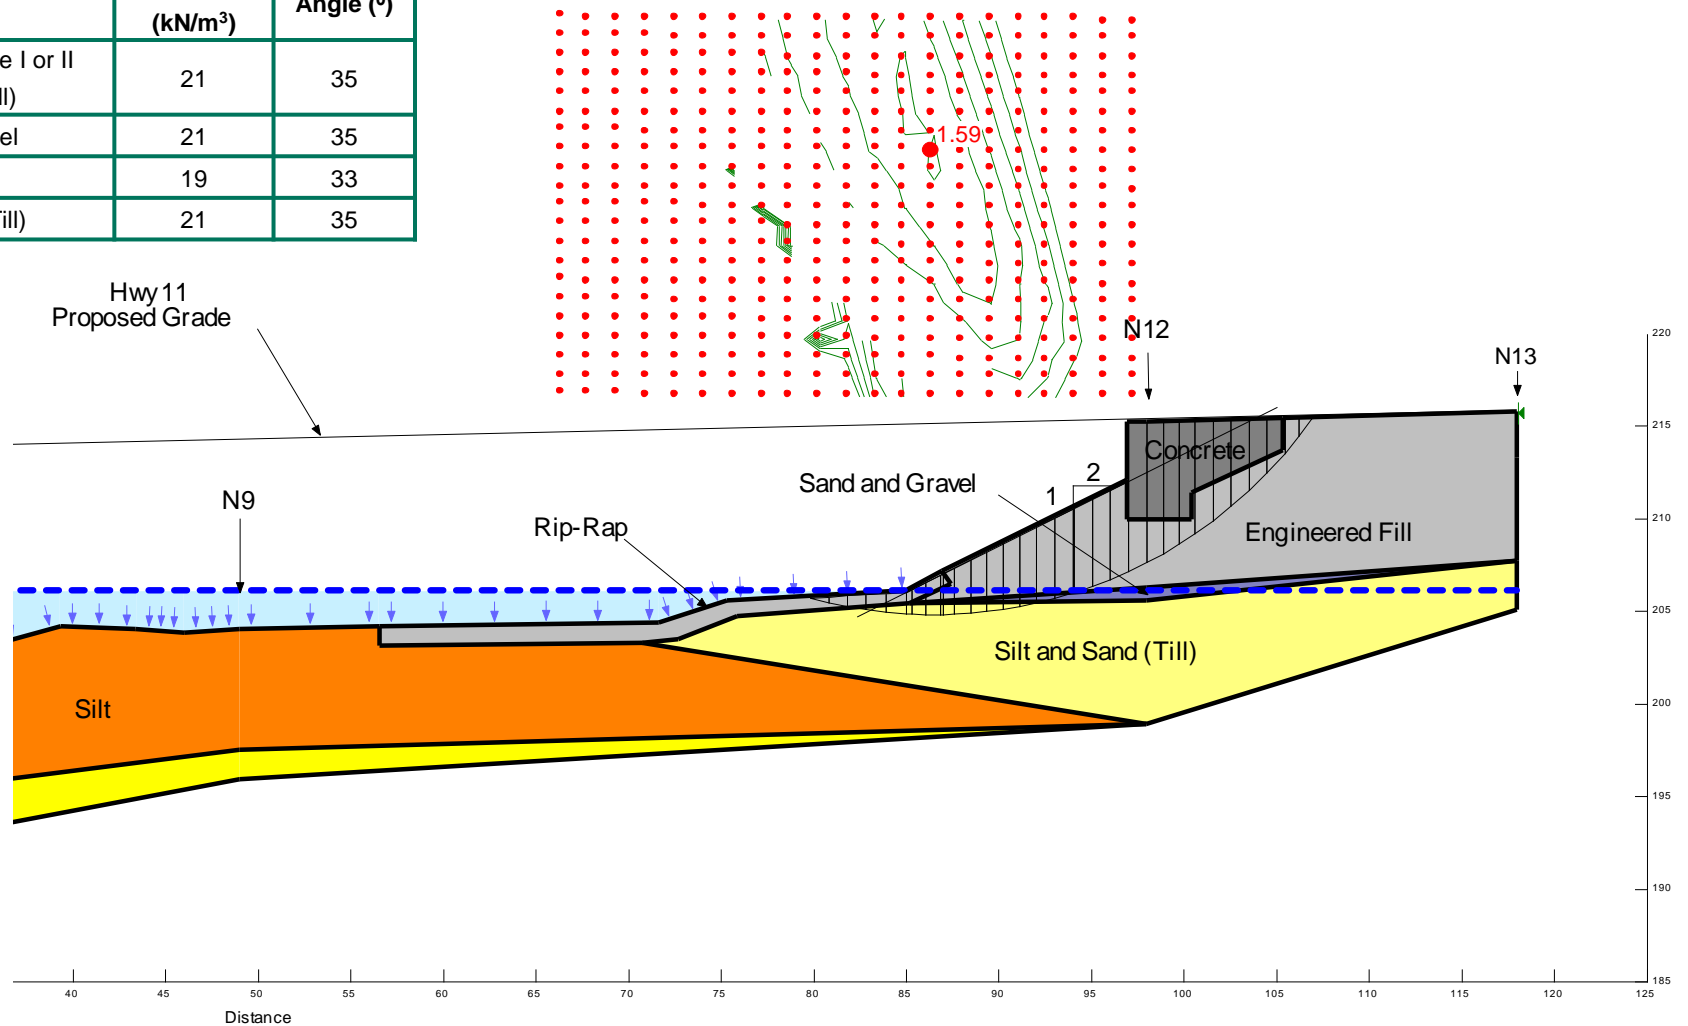 Angle (º)
(kN/m³)
e I or II
ll)
21
35
el
21
35
19
33
ill)
21
35
1.59
Hwy 11
Proposed Grade
N12
N13
220
215
210
205
200
195
190
185
Concrete
Sand and Gravel
2
1
N9
Rip-Rap
Engineered Fill
Silt and Sand (Till)
Silt
40 45 50 55 60 65 70 75 80 85 90 95 100 105 110 115 120 125
Distance